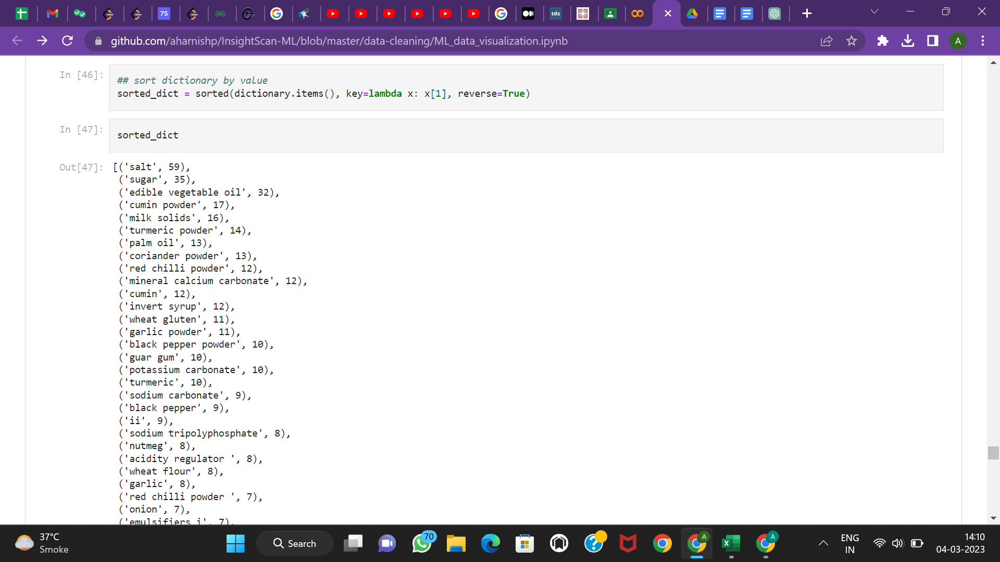 75
tds
github.com/aharnishp/InsightScan-ML/blob/master/data-cleaning/ML_data_visualization.ipynb
A
In [46]:
## sort dictionary by value
sorted_dict = sorted(dictionary.items(), key=lambda x: x[1], reverse=True)
In [47]:
sorted_dict
Out[47]: [('salt', 59),
('sugar', 35),
('edible vegetable oil', 32),
('cumin powder', 17),
('milk solids', 16),
('turmeric powder', 14),
('palm oil', 13),
('coriander powder', 13),
('red chilli powder', 12),
('mineral calcium carbonate', 12),
('cumin', 12),
('invert syrup', 12),
('wheat gluten', 11),
('garlic powder', 11),
('black pepper powder', 10),
('guar gum', 10),
('potassium carbonate', 10),
('turmeric', 10),
('sodium carbonate', 9),
('black pepper', 9),
('ii', 9),
('sodium tripolyphosphate', 8),
('nutmeg', 8),
('acidity regulator ', 8),
('wheat flour', 8),
('garlic', 8),
('red chilli powder ', 7),
('onion', 7),
('emulsifiers i', 7),
37°C
Smoke
Search
70
A
A
ENG
IN
14:10
04-03-2023